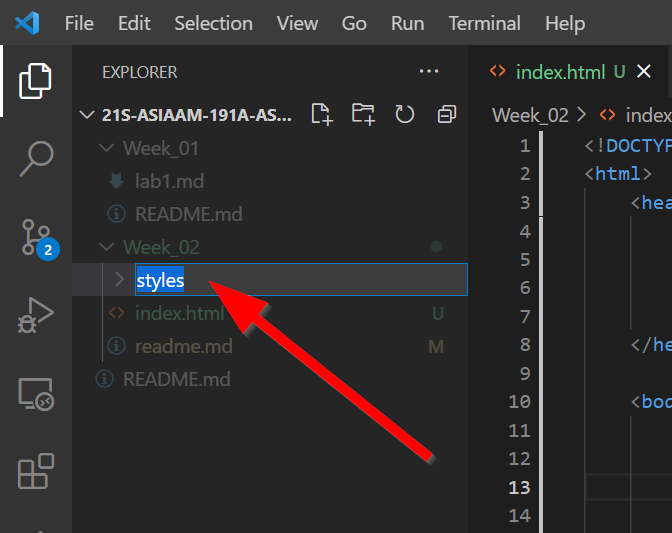 File Edit Selection View Go Run Terminal Help
EXPLORER ···
21S-ASIAAM-191A-AS...
Week_01
lab1.md
README.md
Week_02
styles
index.html U
readme.md M
README.md
2
index.html U
Week_02 > index
1 <!DOCTYP
2 <html>
3 <hea
4
5
6
7
8 </he
9
10 <bod
11
12
13
14